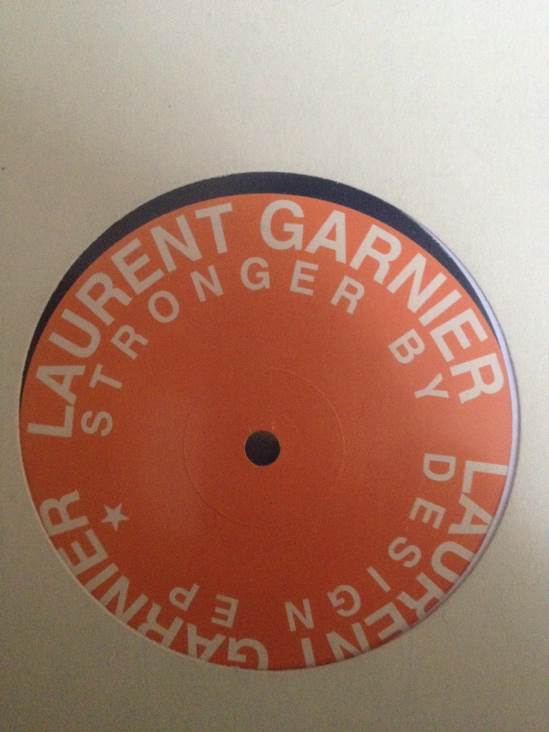 LAURENT GARNIER LAURENT GARNIER
STRONGER BY DESIGN EP ★